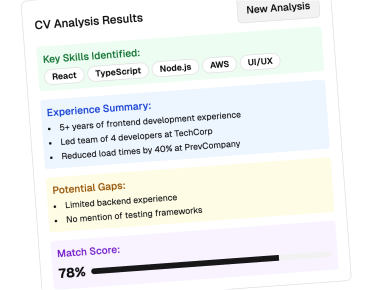 CV Analysis Results
New Analysis
Key Skills Identified:
React TypeScript Node.js AWS UI/UX
Experience Summary:
• 5+ years of frontend development experience
• Led team of 4 developers at TechCorp
• Reduced load times by 40% at PrevCompany
Potential Gaps:
• Limited backend experience
• No mention of testing frameworks
Match Score:
78%